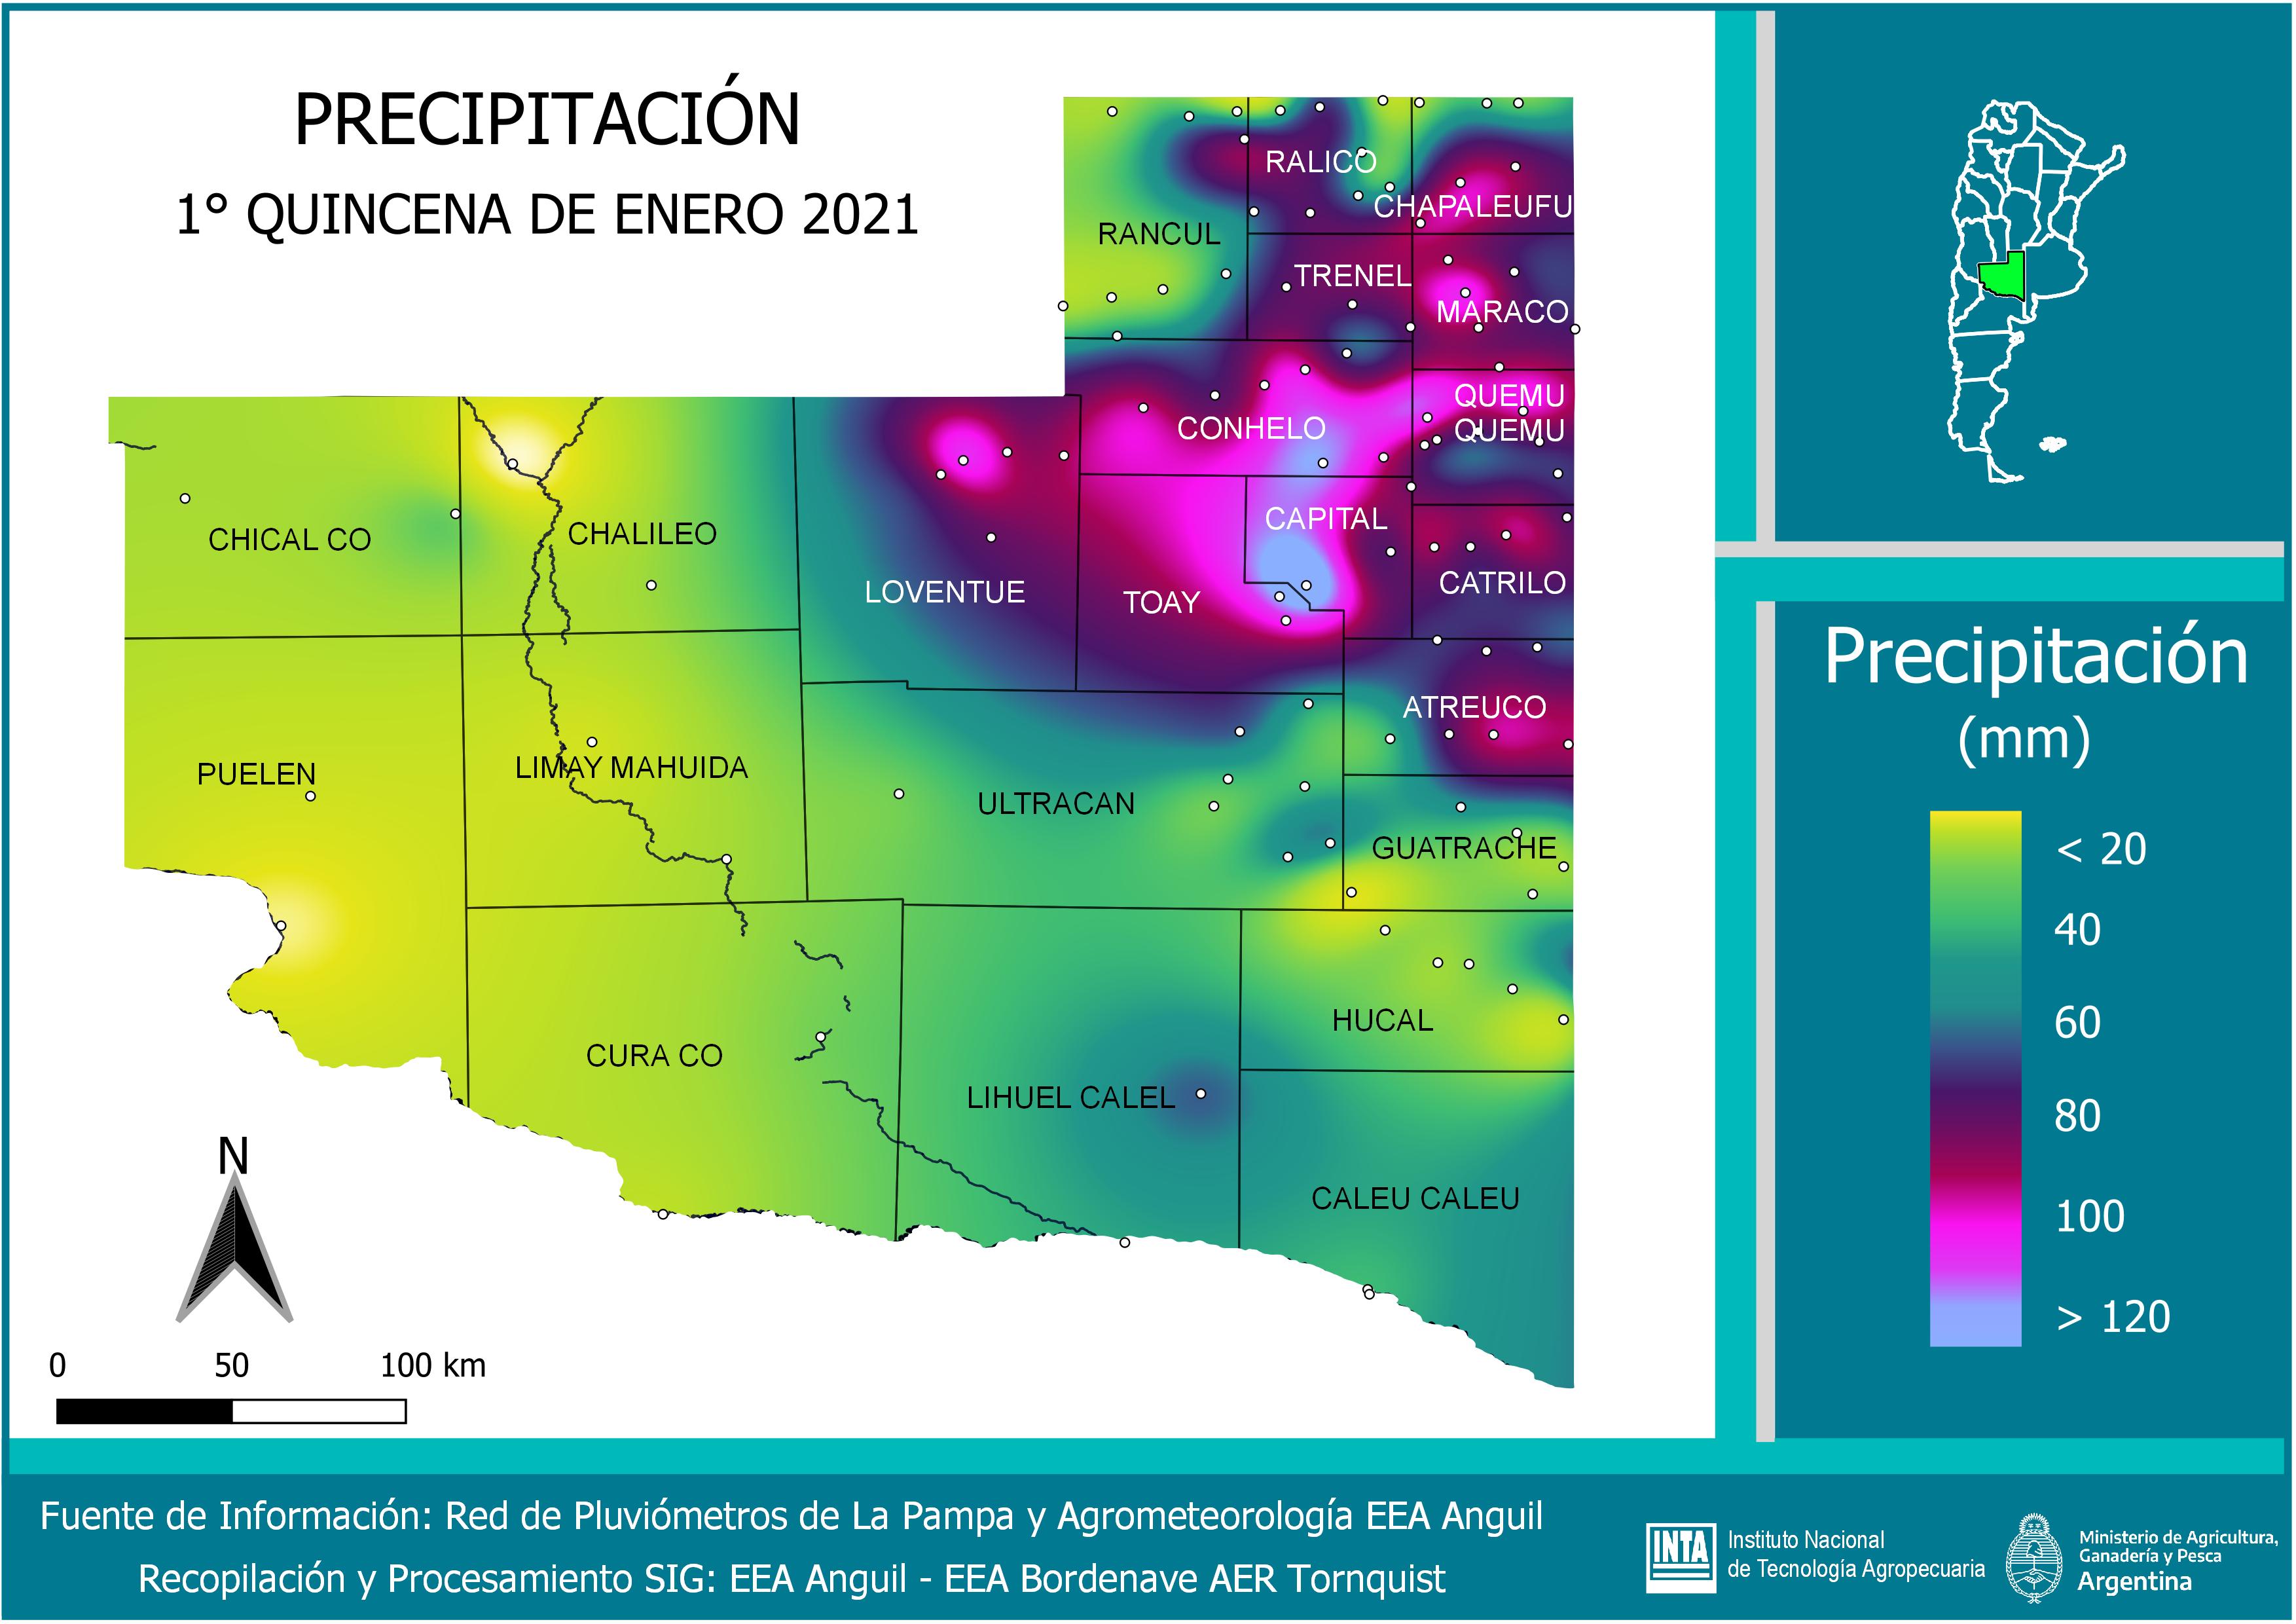 PRECIPITACIÓN
1° QUINCENA DE ENERO 2021
RALICO
CHAPALEUFU
RANCUL
TRENEL
MARACO
QUEMU
QUEMU
CONHELO
CAPITAL
CHICAL CO
CHALILEO
LOVENTUE
TOAY
CATRILO
ATREUCO
PUELEN
LIMAY MAHUIDA
ULTRACAN
GUATRACHE
HUCAL
CURA CO
LIHUEL CALEL
CALEU CALEU
N
0 50 100 km
Precipitación
(mm)
< 20
40
60
80
100
> 120
Fuente de Información: Red de Pluviómetros de La Pampa y Agrometeorología EEA Anguil
Recopilación y Procesamiento SIG: EEA Anguil - EEA Bordenave AER Tornquist
INTA
Instituto Nacional
de Tecnología Agropecuaria
Ministerio de Agricultura,
Ganadería y Pesca
Argentina